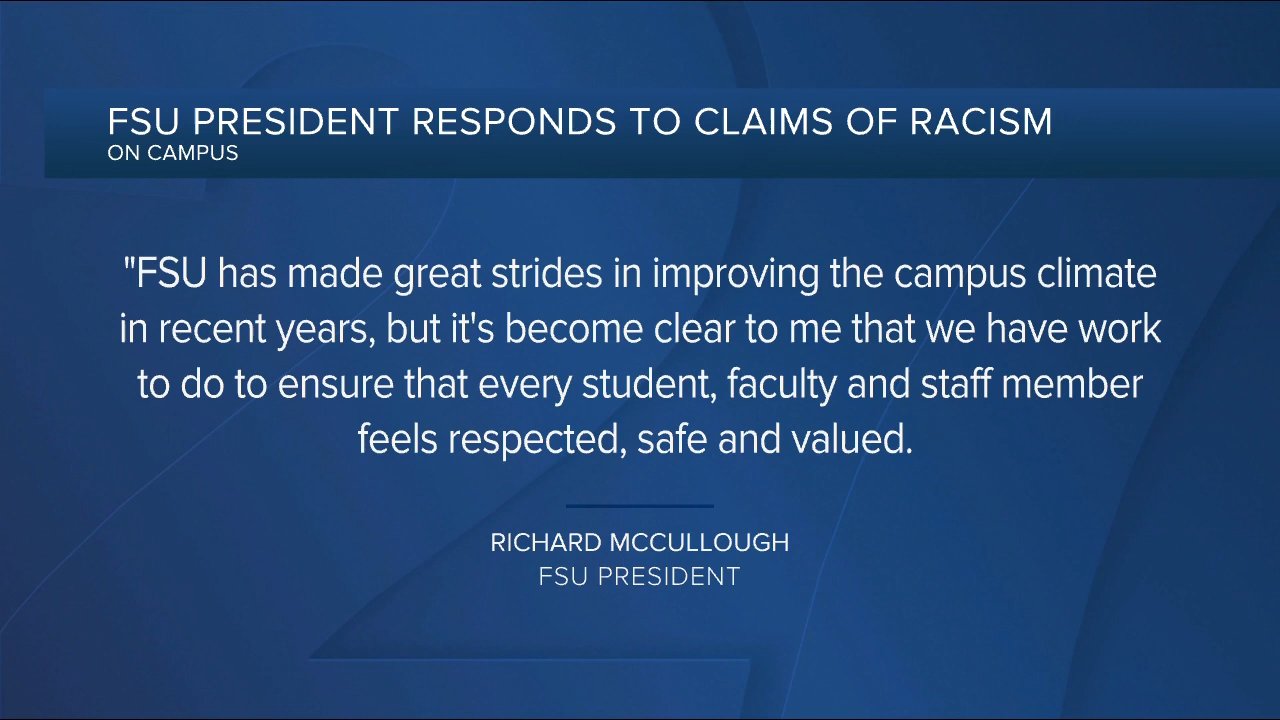 FSU PRESIDENT RESPONDS TO CLAIMS OF RACISM
ON CAMPUS
"FSU has made great strides in improving the campus climate
in recent years, but it's become clear to me that we have work
to do to ensure that every student, faculty and staff member
feels respected, safe and valued.
RICHARD MCCULLOUGH
FSU PRESIDENT